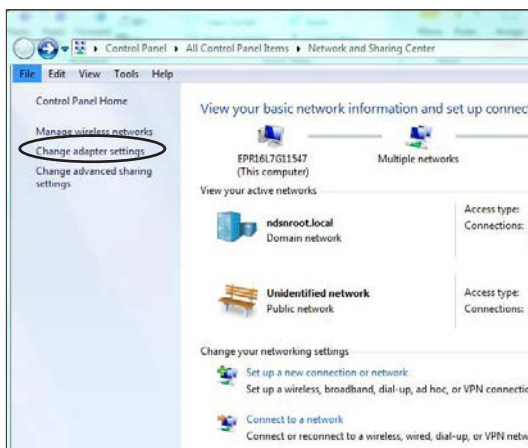 Control Panel ▸ All Control Panel Items ▸ Network and Sharing Center
File Edit View Tools Help
Control Panel Home
Manage wireless networks
Change adapter settings
Change advanced sharing
settings
View your basic network information and set up connec
EPR16L7G11547
(This computer)
Multiple networks
View your active networks
ndsnroot.local
Domain network
Access type:
Connections:
Unidentified network
Public network
Access type:
Connections:
Change your networking settings
Set up a new connection or network
Set up a wireless, broadband, dial-up, ad hoc, or VPN connectio
Connect to a network
Connect or reconnect to a wireless, wired, dial-up, or VPN netw